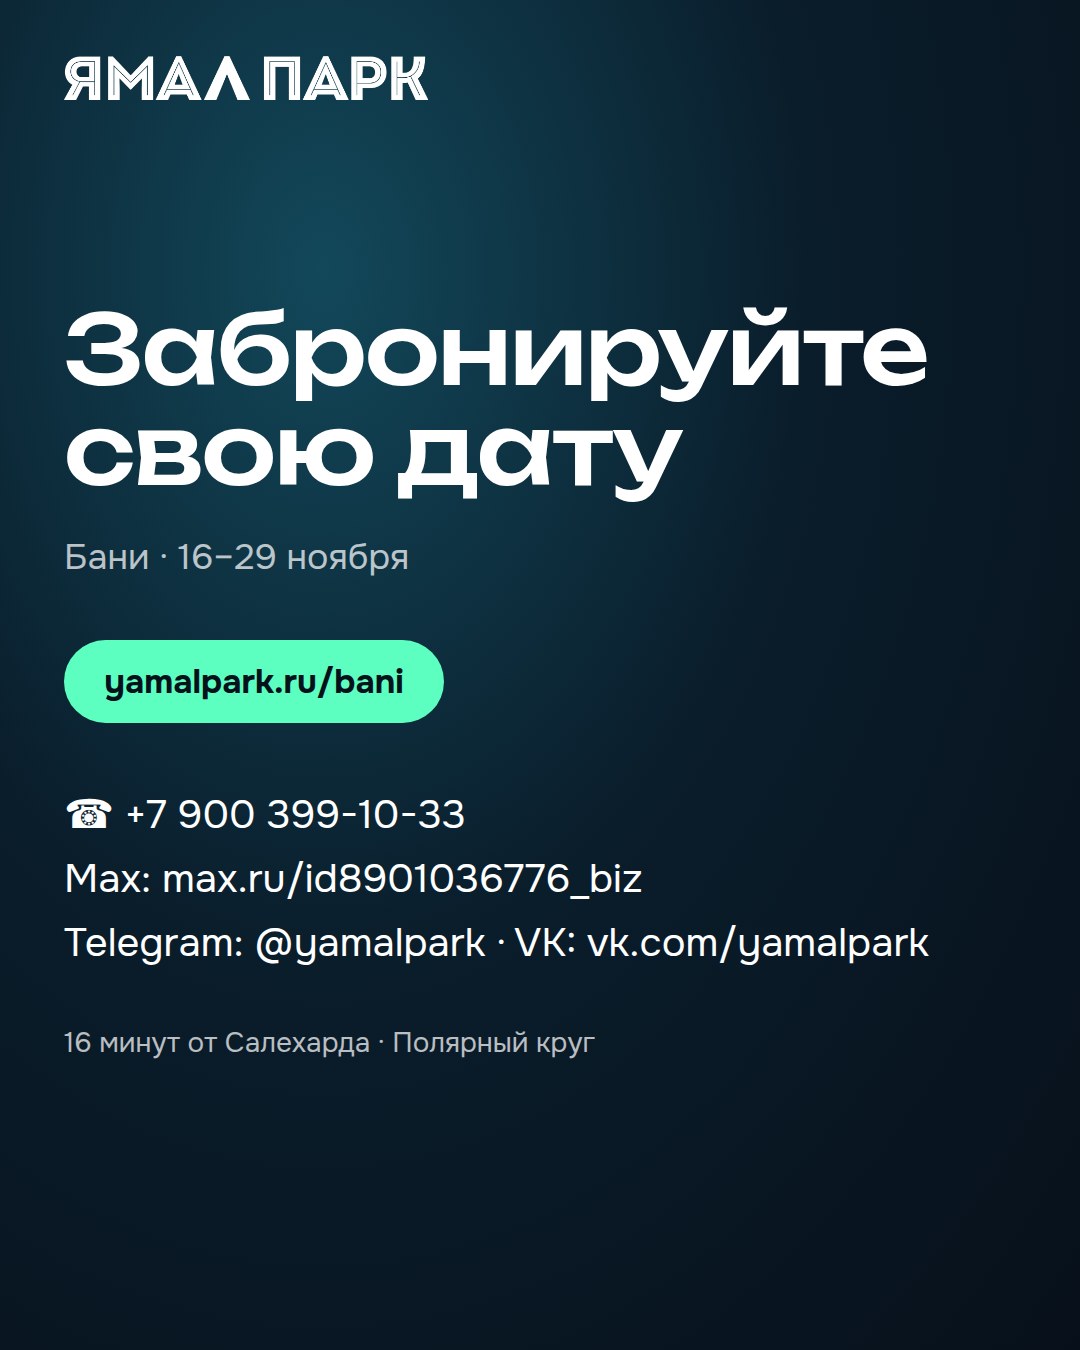 ЯМАЛ ПАРК
Забронируйте
свою дату
Бани · 16–29 ноября
yamalpark.ru/bani
☎ +7 900 399-10-33
Max: max.ru/id8901036776_biz
Telegram: @yamalpark · VK: vk.com/yamalpark
16 минут от Салехарда · Полярный круг